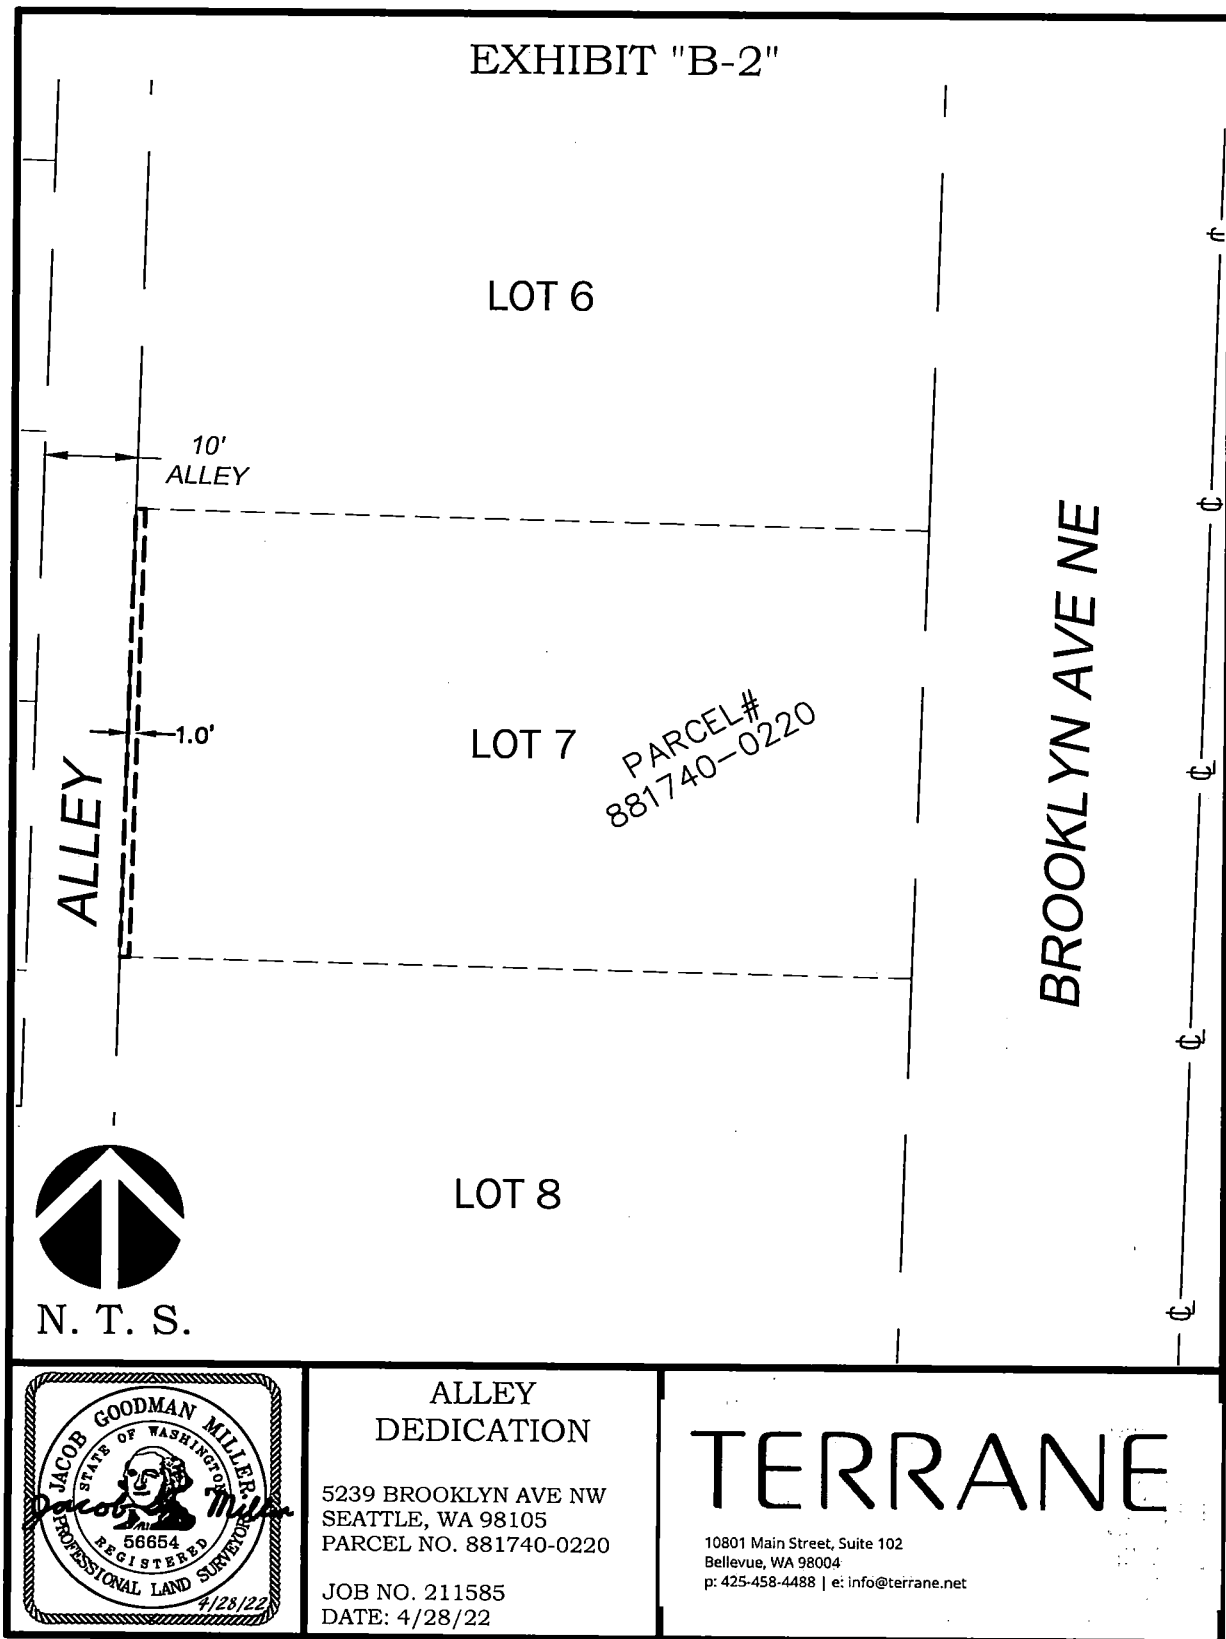 EXHIBIT "B-2"
LOT 6
10'
ALLEY
1.0'
LOT 7
PARCEL#
881740-0220
ALLEY
BROOKLYN AVE NE
LOT 8
N. T. S.
JACOB GOODMAN MILLER
STATE OF WASHINGTON
Jacob G Miller
56654
REGISTERED
PROFESSIONAL LAND SURVEYOR
4/28/22
ALLEY
DEDICATION
5239 BROOKLYN AVE NW
SEATTLE, WA 98105
PARCEL NO. 881740-0220
JOB NO. 211585
DATE: 4/28/22
TERRANE
10801 Main Street, Suite 102
Bellevue, WA 98004
p: 425-458-4488 | e: info@terrane.net